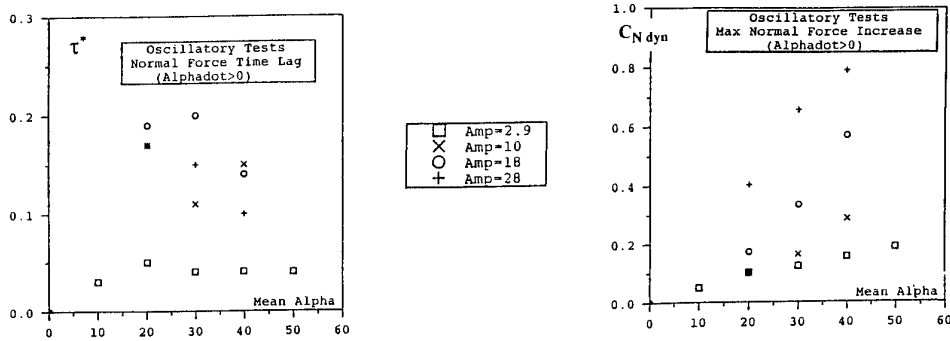 0.3
τ*
Oscillatory Tests
Normal Force Time Lag
(Alphadot>0)
0.2
0.1
0.0
Mean Alpha
0 10 20 30 40 50 60
Amp=2.9
Amp=10
Amp=18
Amp=28
1.0
C N dyn
Oscillatory Tests
Max Normal Force Increase
(Alphadot>0)
0.8
0.6
0.4
0.2
0.0
Mean Alpha
0 10 20 30 40 50 60